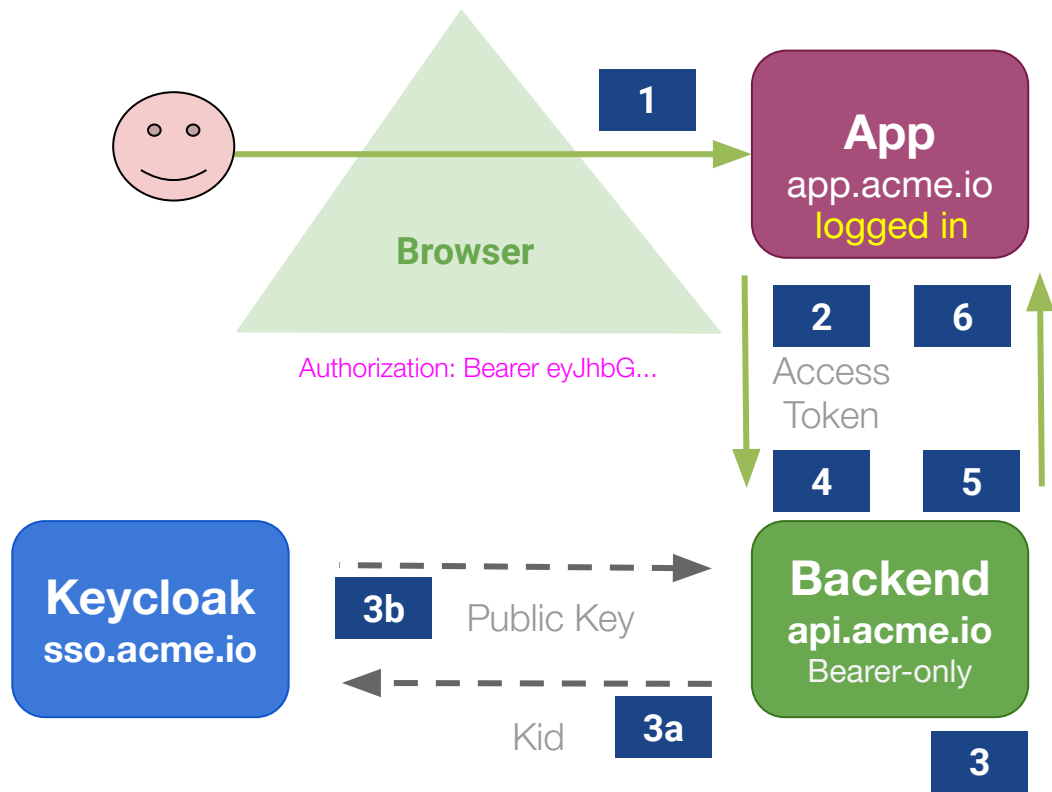 1
App
app.acme.io
logged in
Browser
2
6
Authorization: Bearer eyJhbG...
Access
Token
4
5
Keycloak
sso.acme.io
3b
Public Key
Backend
api.acme.io
Bearer-only
Kid
3a
3